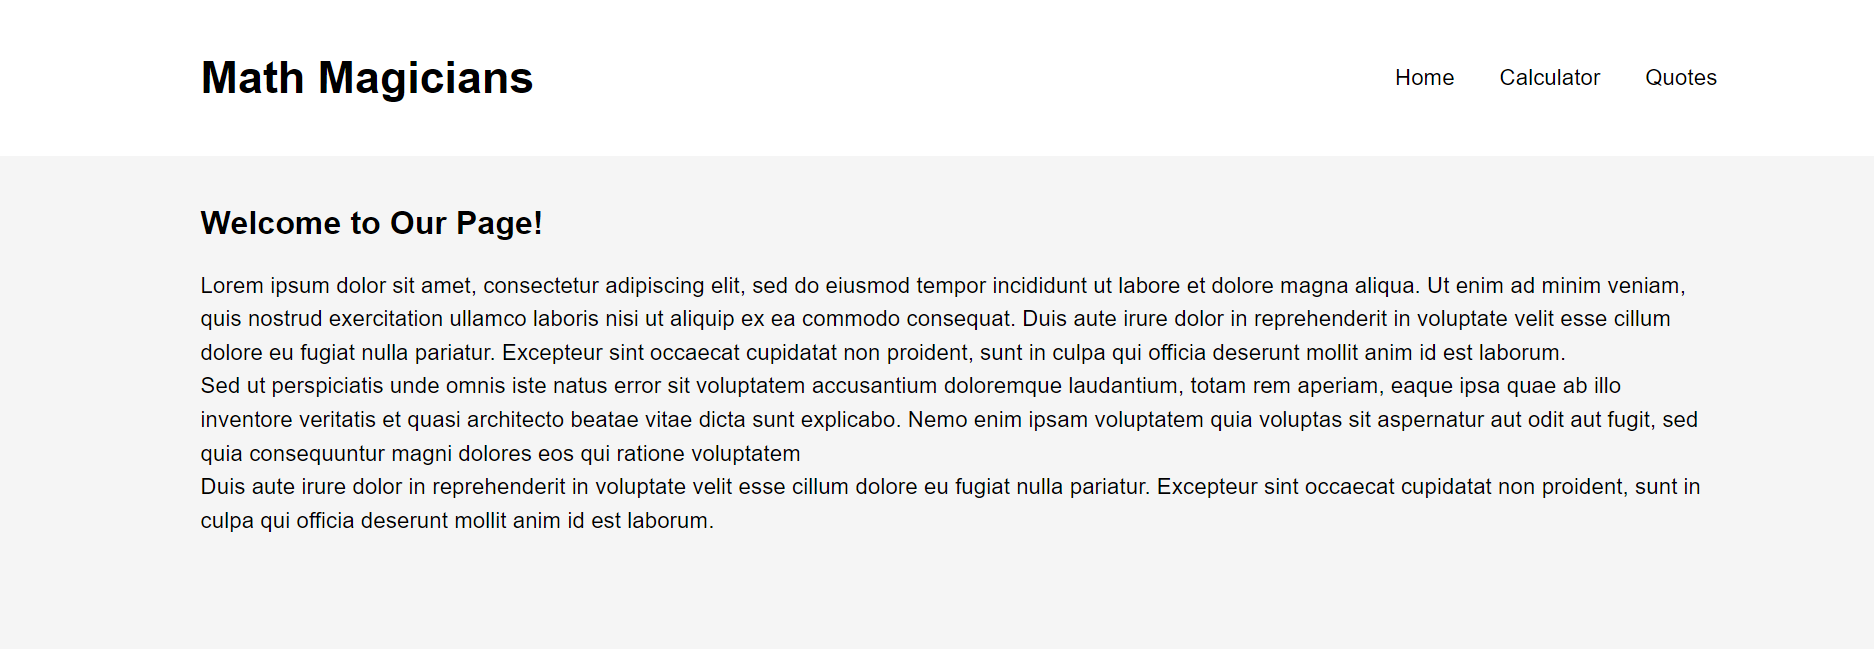 Math Magicians
Home Calculator Quotes
Welcome to Our Page!
Lorem ipsum dolor sit amet, consectetur adipiscing elit, sed do eiusmod tempor incididunt ut labore et dolore magna aliqua. Ut enim ad minim veniam,
quis nostrud exercitation ullamco laboris nisi ut aliquip ex ea commodo consequat. Duis aute irure dolor in reprehenderit in voluptate velit esse cillum
dolore eu fugiat nulla pariatur. Excepteur sint occaecat cupidatat non proident, sunt in culpa qui officia deserunt mollit anim id est laborum.
Sed ut perspiciatis unde omnis iste natus error sit voluptatem accusantium doloremque laudantium, totam rem aperiam, eaque ipsa quae ab illo
inventore veritatis et quasi architecto beatae vitae dicta sunt explicabo. Nemo enim ipsam voluptatem quia voluptas sit aspernatur aut odit aut fugit, sed
quia consequuntur magni dolores eos qui ratione voluptatem
Duis aute irure dolor in reprehenderit in voluptate velit esse cillum dolore eu fugiat nulla pariatur. Excepteur sint occaecat cupidatat non proident, sunt in
culpa qui officia deserunt mollit anim id est laborum.